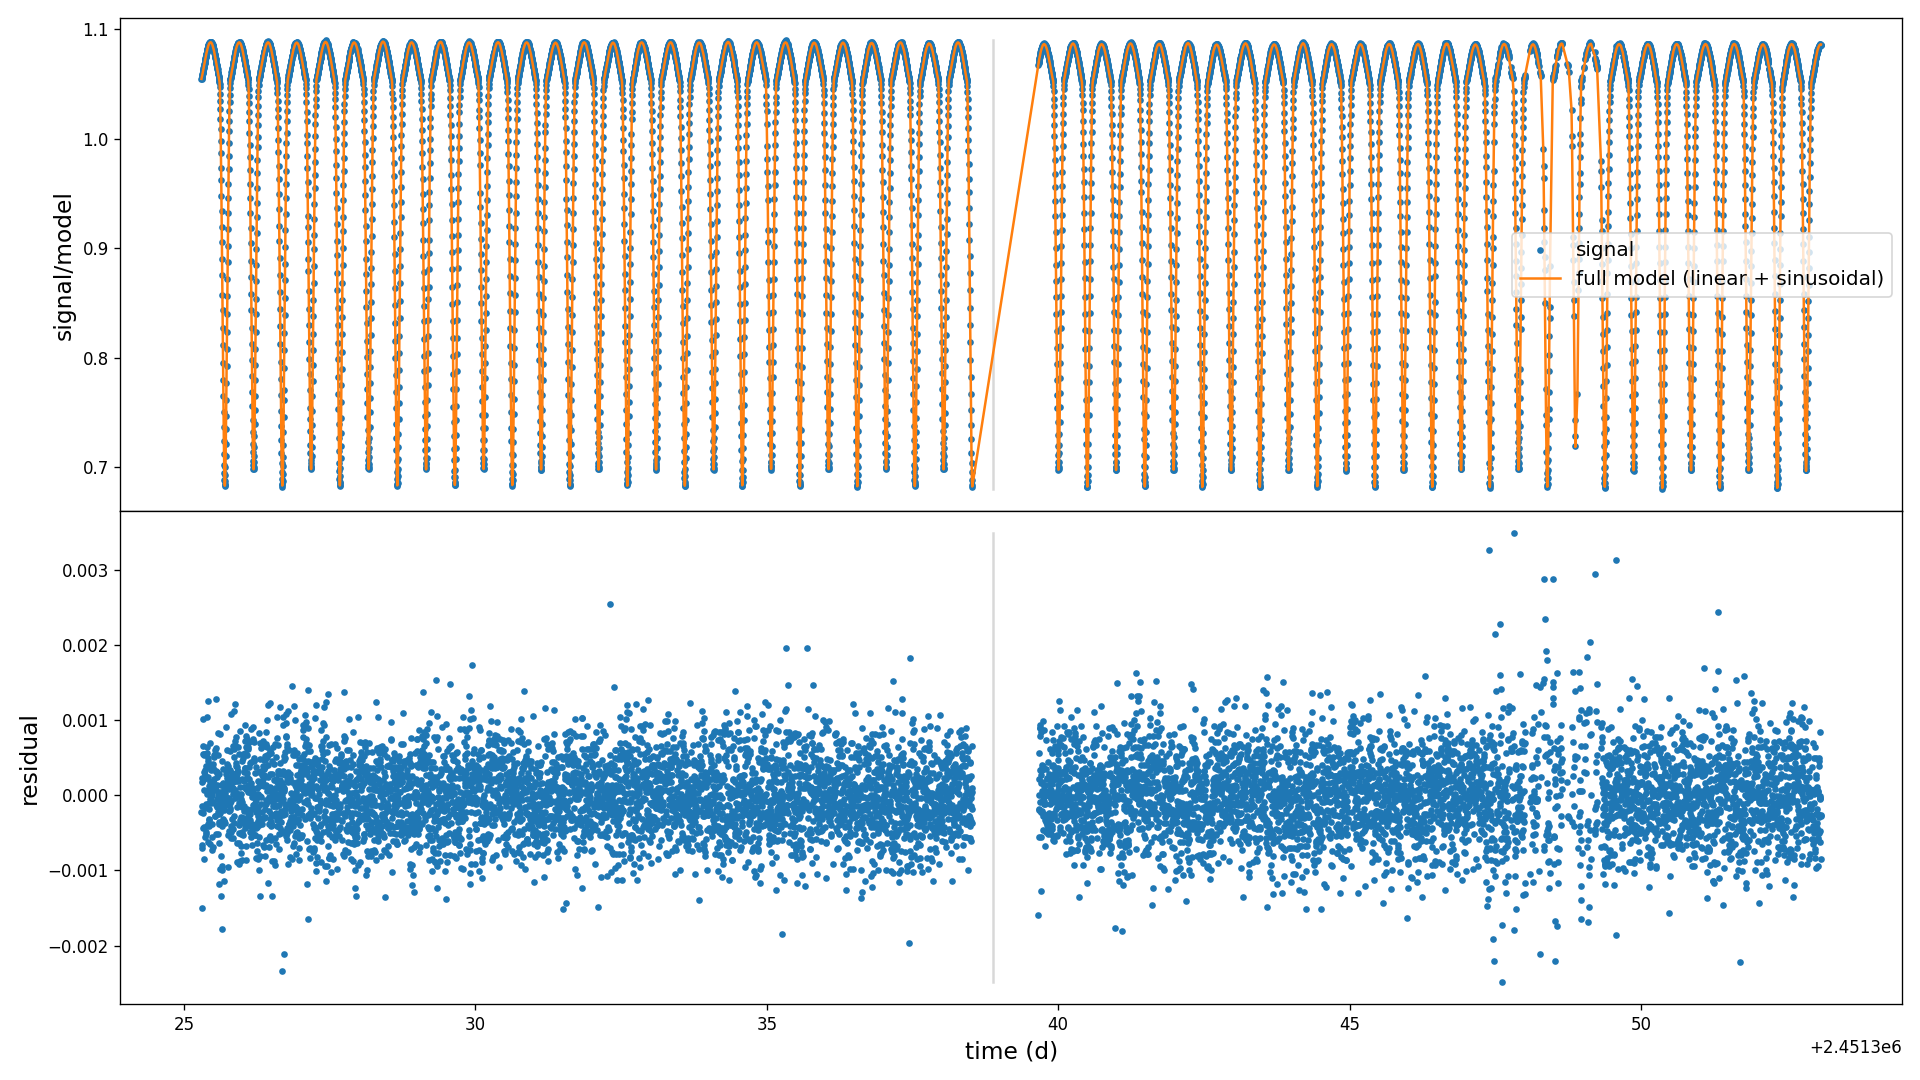 1.1
1.0
0.9
0.8
0.7
signal/model
signal
full model (linear + sinusoidal)
0.003
0.002
0.001
0.000
−0.001
−0.002
residual
25 30 35 40 45 50
time (d)
+2.4513e6